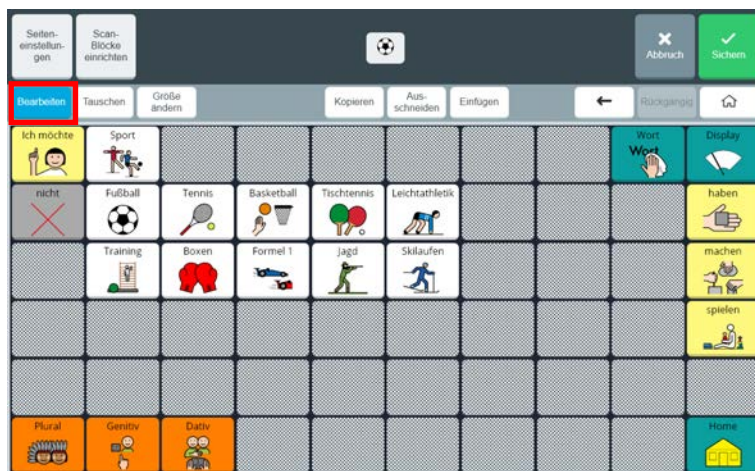 Seiten-
einstellun-
gen
Scan-
Blöcke
einrichten
Abbruch
Sichern
Bearbeiten
Tauschen
Größe
ändern
Kopieren
Aus-
schneiden
Einfügen
Rückgängig
Ich möchte
Sport
Wort
Wort
Display
nicht
Fußball
Tennis
Basketball
Tischtennis
Leichtathletik
haben
Training
Boxen
Formel 1
Jagd
Skilaufen
machen
spielen
Plural
Genitiv
Dativ
Home